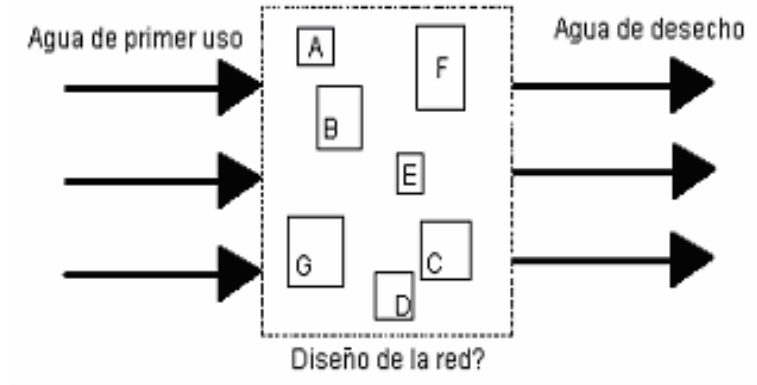 Agua de primer uso
Agua de desecho
A
F
B
E
G
C
D
Diseño de la red?